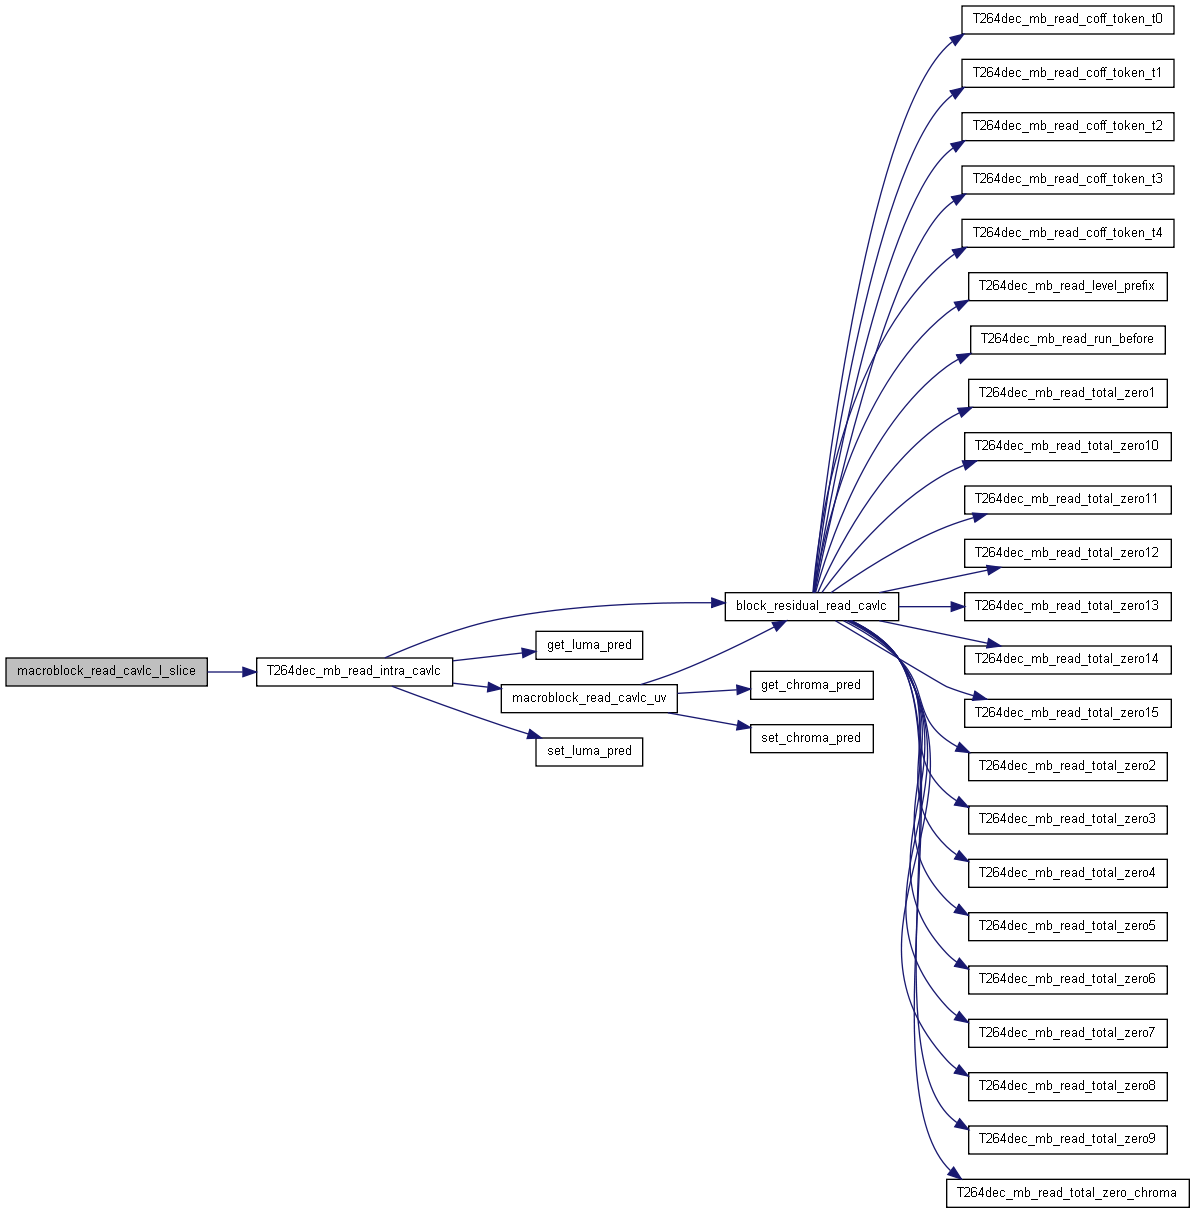 T264dec_mb_read_coff_token_t0
T264dec_mb_read_coff_token_t1
T264dec_mb_read_coff_token_t2
T264dec_mb_read_coff_token_t3
T264dec_mb_read_coff_token_t4
T264dec_mb_read_level_prefix
T264dec_mb_read_run_before
T264dec_mb_read_total_zero1
T264dec_mb_read_total_zero10
T264dec_mb_read_total_zero11
T264dec_mb_read_total_zero12
block_residual_read_cavlc
T264dec_mb_read_total_zero13
get_luma_pred
T264dec_mb_read_total_zero14
macroblock_read_cavlc_I_slice
T264dec_mb_read_intra_cavlc
get_chroma_pred
macroblock_read_cavlc_uv
T264dec_mb_read_total_zero15
set_chroma_pred
set_luma_pred
T264dec_mb_read_total_zero2
T264dec_mb_read_total_zero3
T264dec_mb_read_total_zero4
T264dec_mb_read_total_zero5
T264dec_mb_read_total_zero6
T264dec_mb_read_total_zero7
T264dec_mb_read_total_zero8
T264dec_mb_read_total_zero9
T264dec_mb_read_total_zero_chroma